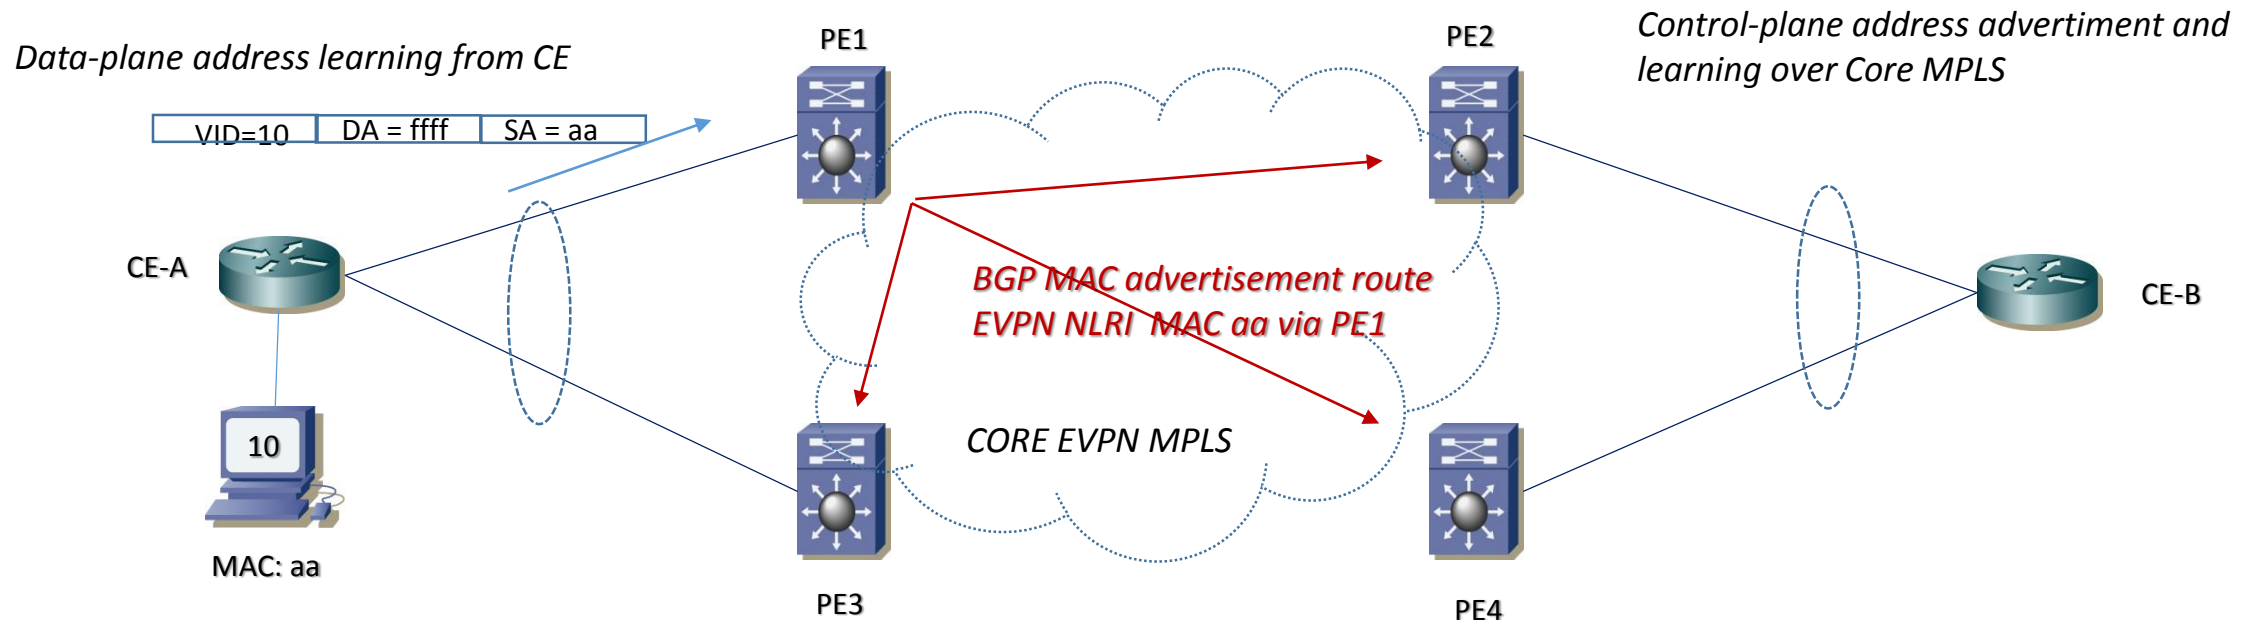 Data-plane address learning from CE
VID=10 DA = ffff SA = aa
PE1
PE2
Control-plane address advertiment and
learning over Core MPLS
CE-A
BGP MAC advertisement route
EVPN NLRI MAC aa via PE1
CE-B
10
CORE EVPN MPLS
MAC: aa
PE3
PE4